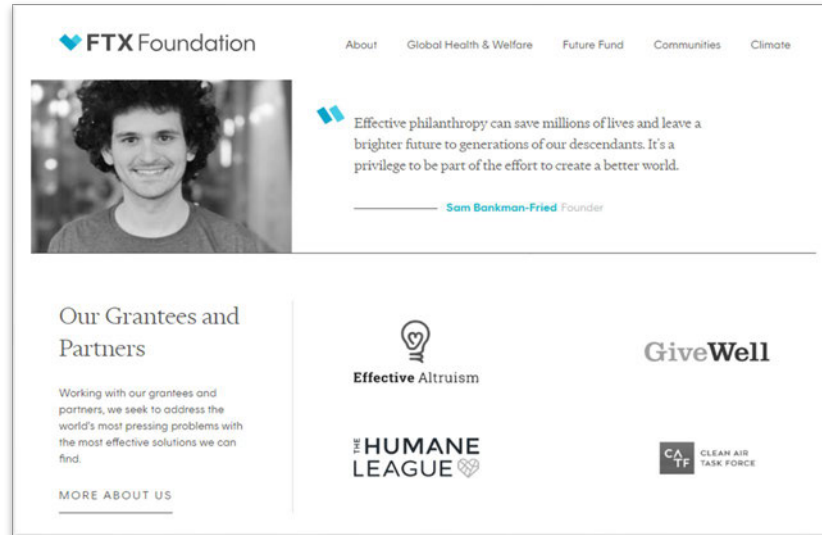 FTX Foundation
About Global Health & Welfare Future Fund Communities Climate
Effective philanthropy can save millions of lives and leave a
brighter future to generations of our descendants. It's a
privilege to be part of the effort to create a better world.
Sam Bankman-Fried Founder
Our Grantees and
Partners
Working with our grantees and
partners, we seek to address the
world's most pressing problems with
the most effective solutions we can
find.
MORE ABOUT US
Effective Altruism
GiveWell
THE HUMANE
LEAGUE
CATF CLEAN AIR
TASK FORCE